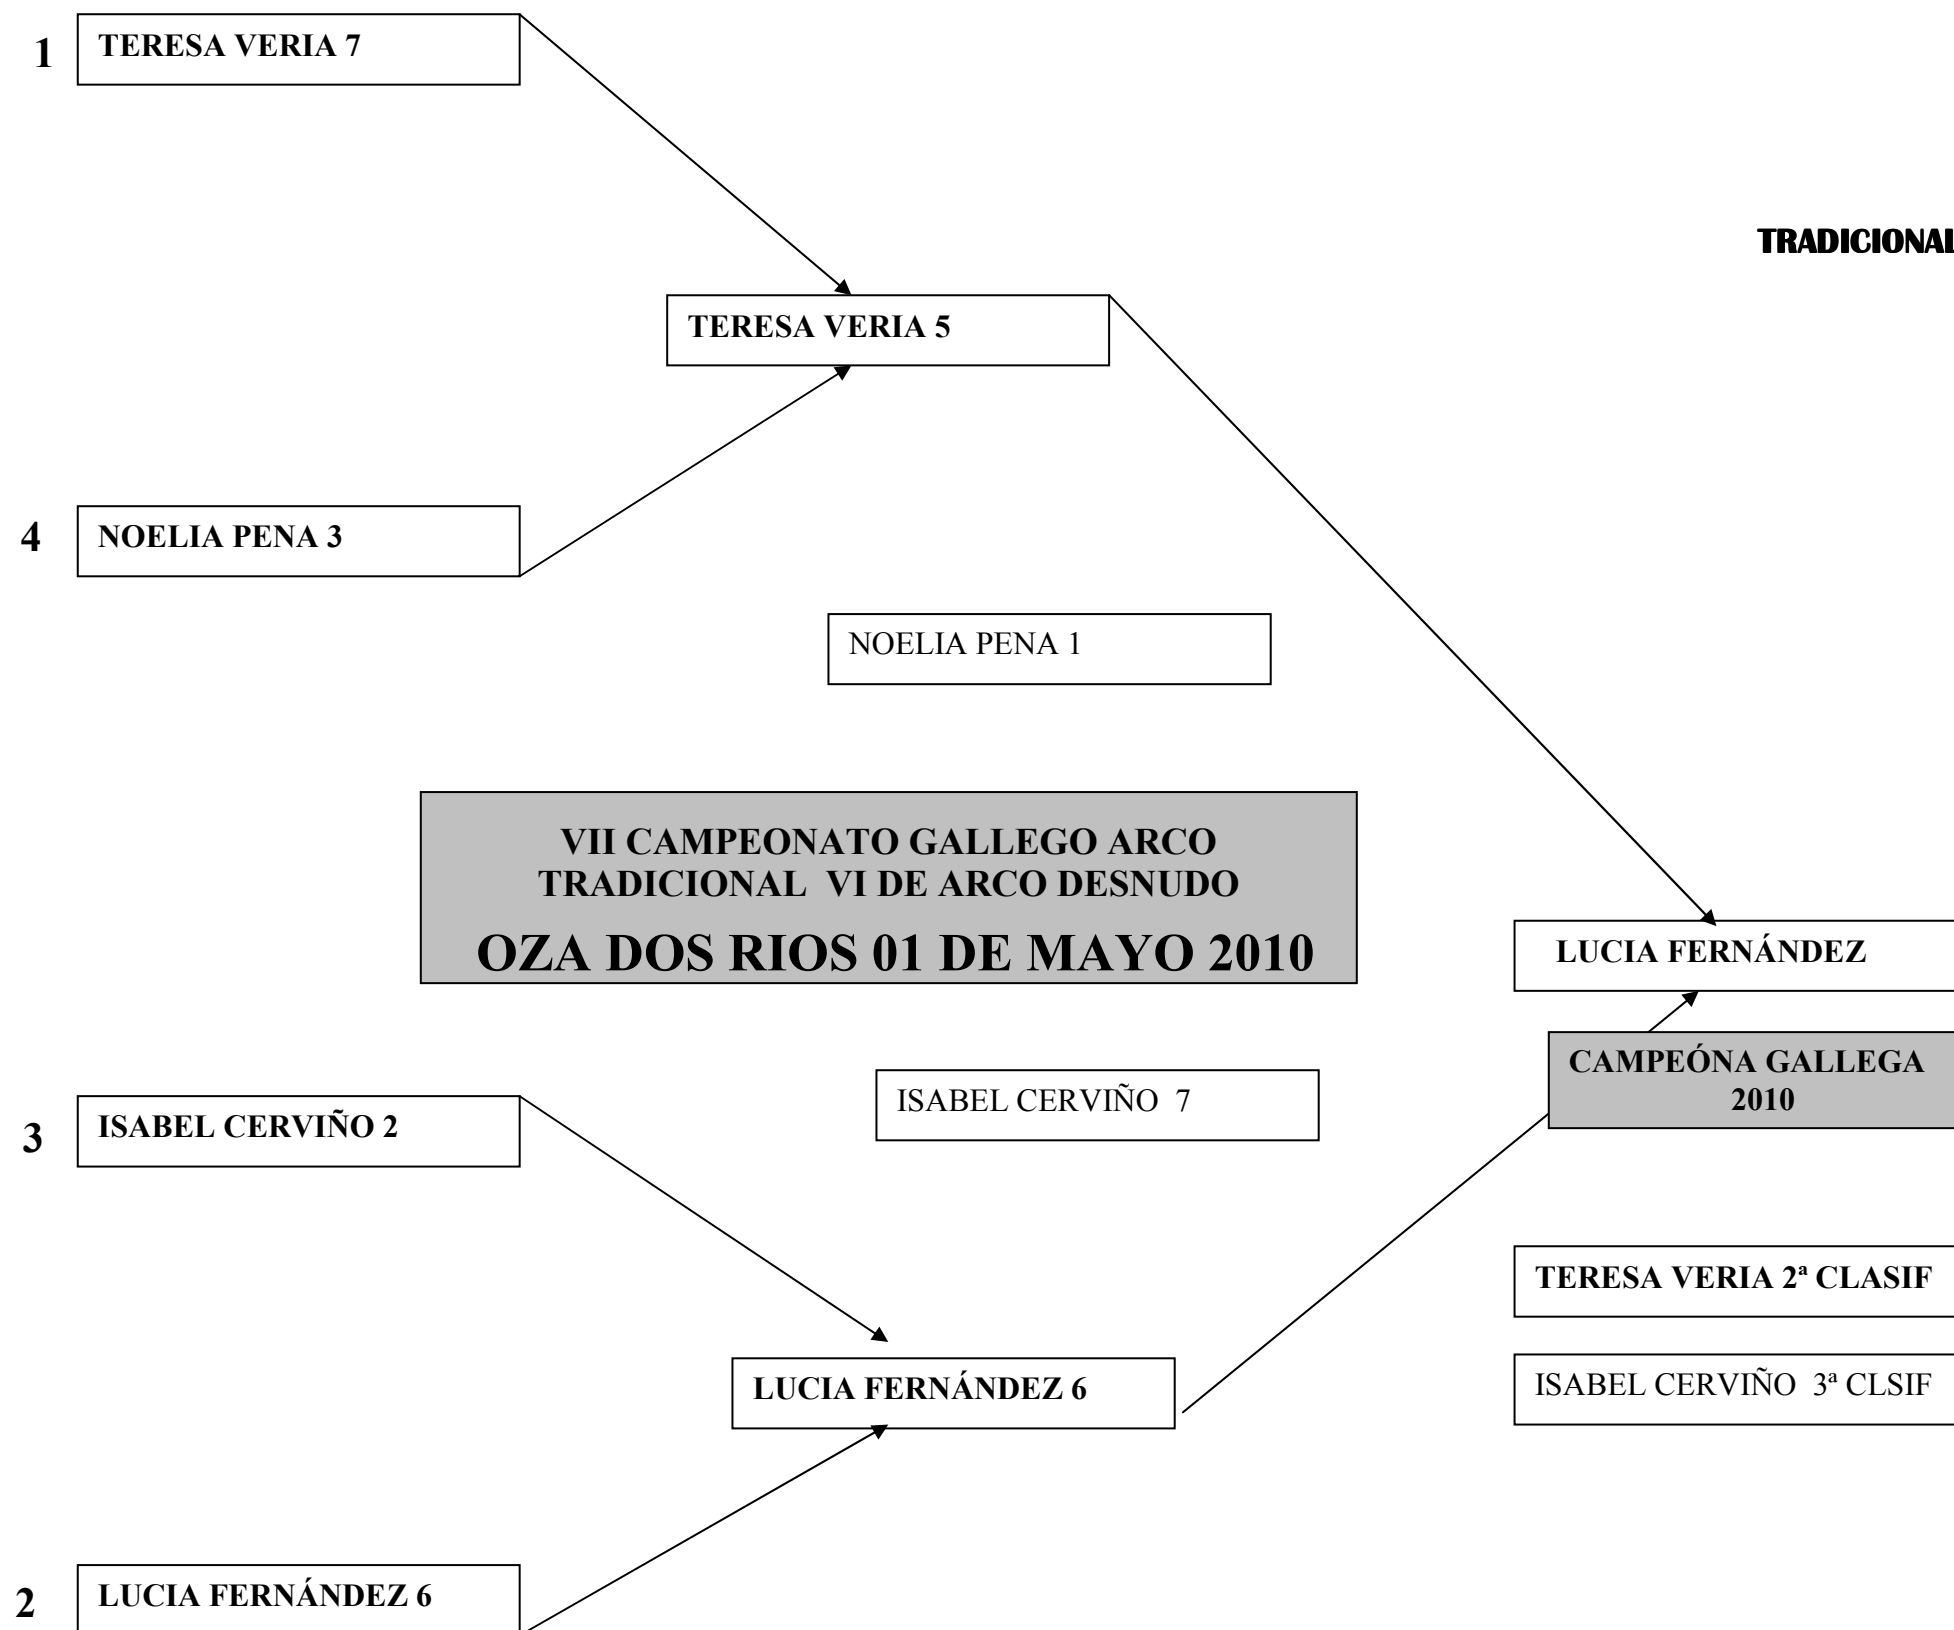 1
TERESA VERIA 7
TRADICIONAL
TERESA VERIA 5
4
NOELIA PENA 3
NOELIA PENA 1
VII CAMPEONATO GALLEGO ARCO
TRADICIONAL VI DE ARCO DESNUDO
OZA DOS RIOS 01 DE MAYO 2010
LUCIA FERNÁNDEZ
CAMPEÓNA GALLEGA
2010
ISABEL CERVIÑO 7
3
ISABEL CERVIÑO 2
TERESA VERIA 2ª CLASIF
LUCIA FERNÁNDEZ 6
ISABEL CERVIÑO 3ª CLSIF
2
LUCIA FERNÁNDEZ 6